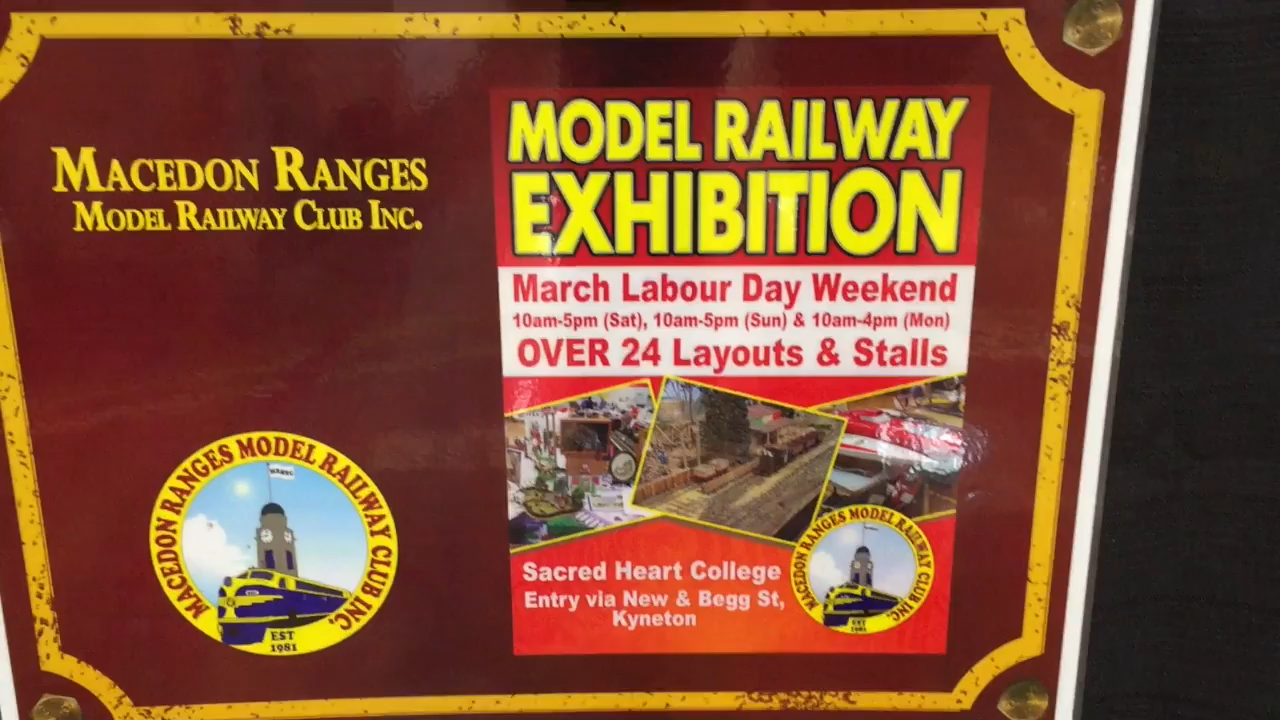 MACEDON RANGES
MODEL RAILWAY CLUB INC.
MACEDON RANGES MODEL RAILWAY CLUB INC.
EST
1981
MODEL RAILWAY
EXHIBITION
March Labour Day Weekend
10am-5pm (Sat), 10am-5pm (Sun) & 10am-4pm (Mon)
OVER 24 Layouts & Stalls
Sacred Heart College
Entry via New & Begg St,
Kyneton
MACEDON RANGES MODEL RAILWAY CLUB INC.
EST
1981